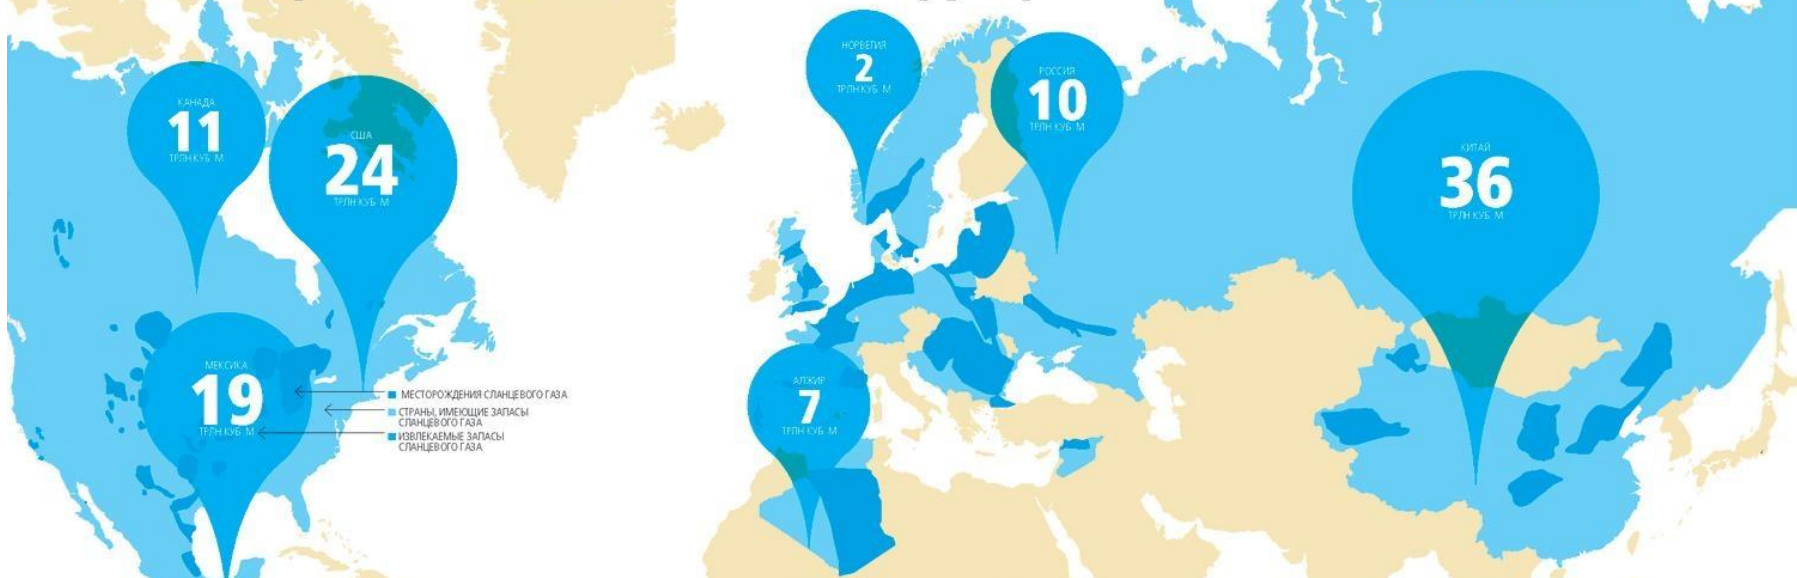 КАНАДА
11
ТРЛН КУБ. М
США
24
ТРЛН КУБ. М
НОРВЕГИЯ
2
ТРЛН КУБ. М
РОССИЯ
10
ТРЛН КУБ. М
КИТАЙ
36
ТРЛН КУБ. М
МЕКСИКА
19
ТРЛН КУБ. М
АЛЖИР
7
ТРЛН КУБ. М
МЕСТОРОЖДЕНИЯ СЛАНЦЕВОГО ГАЗА
СТРАНЫ, ИМЕЮЩИЕ ЗАПАСЫ
СЛАНЦЕВОГО ГАЗА
ИЗВЛЕКАЕМЫЕ ЗАПАСЫ
СЛАНЦЕВОГО ГАЗА